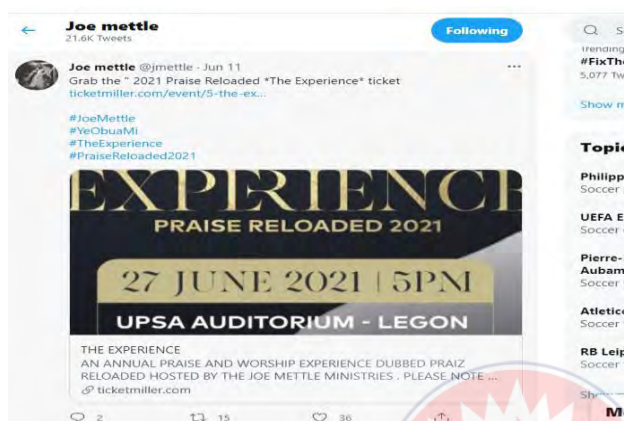 Joe mettle
21.6K Tweets
Following
Joe mettle @jmettle · Jun 11
Grab the " 2021 Praise Reloaded *The Experience* ticket
ticketmiller.com/event/5-the-ex...
#JoeMettle
#YeObuaMi
#TheExperience
#PraiseReloaded2021
EXPERIENCE
PRAISE RELOADED 2021
27 JUNE 2021 | 5PM
UPSA AUDITORIUM - LEGON
THE EXPERIENCE
AN ANNUAL PRAISE AND WORSHIP EXPERIENCE DUBBED PRAIZ
RELOADED HOSTED BY THE JOE METTLE MINISTRIES . PLEASE NOTE ...
ticketmiller.com
2 15 36
S
Trending
#FixThe
5,077 Tw
Show m
Topi
Philipp
Soccer
UEFA E
Soccer
Pierre-
Aubam
Soccer
Atletic
Soccer
RB Leip
Soccer
Sh
M